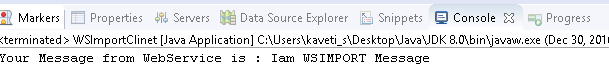 Markers Properties Servers Data Source Explorer Snippets Console Progress
<terminated> WSImportClinet [Java Application] C:\Users\kaveti_s\Desktop\Java\JDK 8.0\bin\javaw.exe (Dec 30, 201
Your Message from WebService is : Iam WSIMPORT Message